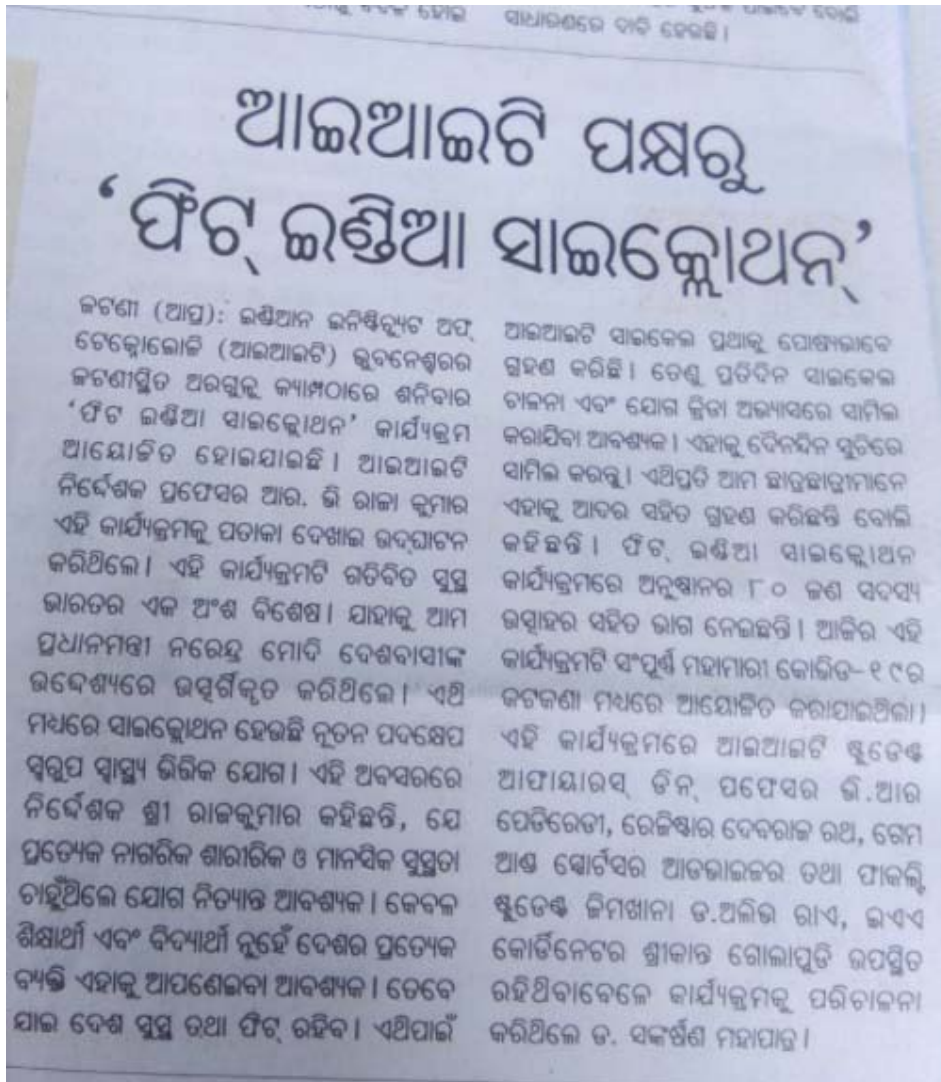 ସାଧାରଣରେ ଦାବି ହେଉଛି।
ଆଇଆଇଟି ପକ୍ଷରୁ
‘ଫିଟ୍ ଇଣ୍ଡିଆ ସାଇକ୍ଲୋଥନ୍’
ଜଟଣୀ (ଆପ୍ର): ଇଣ୍ଡିଆନ ଇନିଷ୍ଟିଚ୍ୟୁଟ ଅଫ୍
ଟେକ୍ନୋଲୋଜି (ଆଇଆଇଟି) ଭୁବନେଶ୍ୱରର
ଜଟଣୀସ୍ଥିତ ଅରଗୁଳ କ୍ୟାମ୍ପଠାରେ ଶନିବାର
‘ଫିଟ ଇଣ୍ଡିଆ ସାଇକ୍ଲୋଥନ’ କାର୍ଯ୍ୟକ୍ରମ
ଆୟୋଜିତ ହୋଇଯାଇଛି। ଆଇଆଇଟି
ନିର୍ଦ୍ଦେଶକ ପ୍ରଫେସର ଆର. ଭି ରାଜା କୁମାର
ଏହି କାର୍ଯ୍ୟକ୍ରମକୁ ପତାକା ଦେଖାଇ ଉଦ୍‌ଘାଟନ
କରିଥିଲେ। ଏହି କାର୍ଯ୍ୟକ୍ରମଟି ଗତିବିତ ସୁସ୍ଥ
ଭାରତର ଏକ ଅଂଶ ବିଶେଷ। ଯାହାକୁ ଆମ
ପ୍ରଧାନମନ୍ତ୍ରୀ ନରେନ୍ଦ୍ର ମୋଦି ଦେଶବାସୀଙ୍କ
ଉଦ୍ଦେଶ୍ୟରେ ଉତ୍ସର୍ଗିକୃତ କରିଥିଲେ। ଏଥି
ମଧ୍ୟରେ ସାଇକ୍ଲୋଥନ ହେଉଛି ନୂତନ ପଦକ୍ଷେପ
ସ୍ୱରୂପ ସ୍ୱାସ୍ଥ୍ୟ ଭିତ୍ତିକ ଯୋଗ। ଏହି ଅବସରରେ
ନିର୍ଦ୍ଦେଶକ ଶ୍ରୀ ରାଜକୁମାର କହିଛନ୍ତି, ଯେ
ପ୍ରତ୍ୟେକ ନାଗରିକ ଶାରୀରିକ ଓ ମାନସିକ ସୁସ୍ଥତା
ଚାହୁଁଥିଲେ ଯୋଗ ନିତ୍ୟାନ୍ତ ଆବଶ୍ୟକ। କେବଳ
ଶିକ୍ଷାର୍ଥୀ ଏବଂ ବିଦ୍ୟାର୍ଥୀ ନୁହେଁ ଦେଶର ପ୍ରତ୍ୟେକ
ବ୍ୟକ୍ତି ଏହାକୁ ଆପଣେଇବା ଆବଶ୍ୟକ। ତେବେ
ଯାଇ ଦେଶ ସୁସ୍ଥ ତଥା ଫିଟ୍ ରହିବ। ଏଥିପାଇଁ
ଆଇଆଇଟି ସାଇକେଲ ପ୍ରଥାକୁ ପୋଷ୍ୟଭାବେ
ଗ୍ରହଣ କରିଛି। ତେଣୁ ପ୍ରତିଦିନ ସାଇକେଲ
ଚାଳନା ଏବଂ ଯୋଗ କ୍ରିଡା ଅଭ୍ୟାସରେ ସାମିଲ
କରାଯିବା ଆବଶ୍ୟକ। ଏହାକୁ ଦୈନନ୍ଦିନ ସୂଚିରେ
ସାମିଲ କରନ୍ତୁ। ଏଥିପ୍ରତି ଆମ ଛାତ୍ରଛାତ୍ରୀମାନେ
ଏହାକୁ ଆଦର ସହିତ ଗ୍ରହଣ କରିଛନ୍ତି ବୋଲି
କହିଛନ୍ତି। ଫିଟ୍ ଇଣ୍ଡିଆ ସାଇକ୍ଲୋଥନ
କାର୍ଯ୍ୟକ୍ରମରେ ଅନୁଷ୍ଠାନର ୮୦ ଜଣ ସଦସ୍ୟ
ଉତ୍ସାହର ସହିତ ଭାଗ ନେଇଛନ୍ତି। ଆଜିର ଏହି
କାର୍ଯ୍ୟକ୍ରମଟି ସଂପୂର୍ଣ୍ଣ ମହାମାରୀ କୋଭିଡ-୧୯ର
କଟକଣା ମଧ୍ୟରେ ଆୟୋଜିତ କରାଯାଇଥିଲା।
ଏହି କାର୍ଯ୍ୟକ୍ରମରେ ଆଇଆଇଟି ଷ୍ଟୁଡେଣ୍ଟ
ଆଫାୟାରସ୍ ଡିନ୍ ପଫେସର ଭି.ଆର
ପେଡିରେଡୀ, ରେଜିଷ୍ଟାର ଦେବରାଜ ରଥ, ଗେମ
ଆଣ୍ଡ ସ୍ପୋର୍ଟସର ଆଡଭାଇଜର ତଥା ଫାକଲ୍ଟି
ଷ୍ଟୁଡେଣ୍ଟ ଜିମଖାନା ଡ.ଅଲିଭ ରାଏ, ଇଏଏ
କୋର୍ଡିନେଟର ଶ୍ରୀକାନ୍ତ ଗୋଲାପୁଡି ଉପସ୍ଥିତ
ରହିଥିବାବେଳେ କାର୍ଯ୍ୟକ୍ରମକୁ ପରିଚାଳନା
କରିଥିଲେ ଡ. ସଙ୍କର୍ଷଣ ମହାପାତ୍ର।